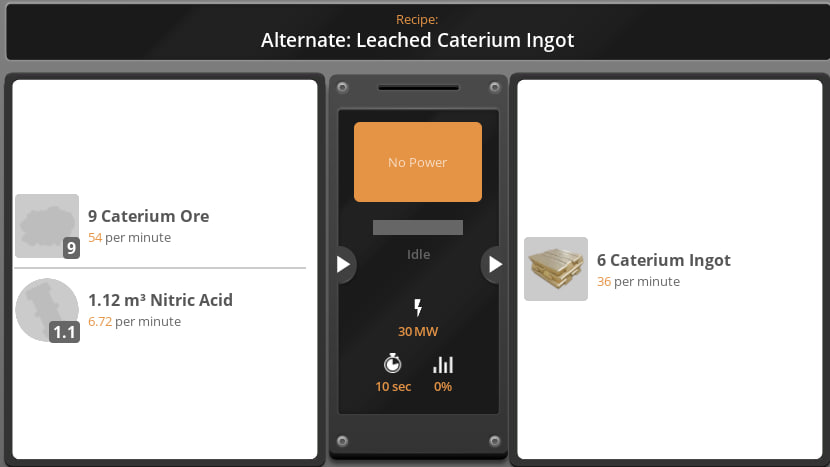 Recipe:
Alternate: Leached Caterium Ingot
9 Caterium Ore
54 per minute
9
1.12 m³ Nitric Acid
6.72 per minute
1.1
No Power
Idle
30 MW
10 sec
0%
6 Caterium Ingot
36 per minute